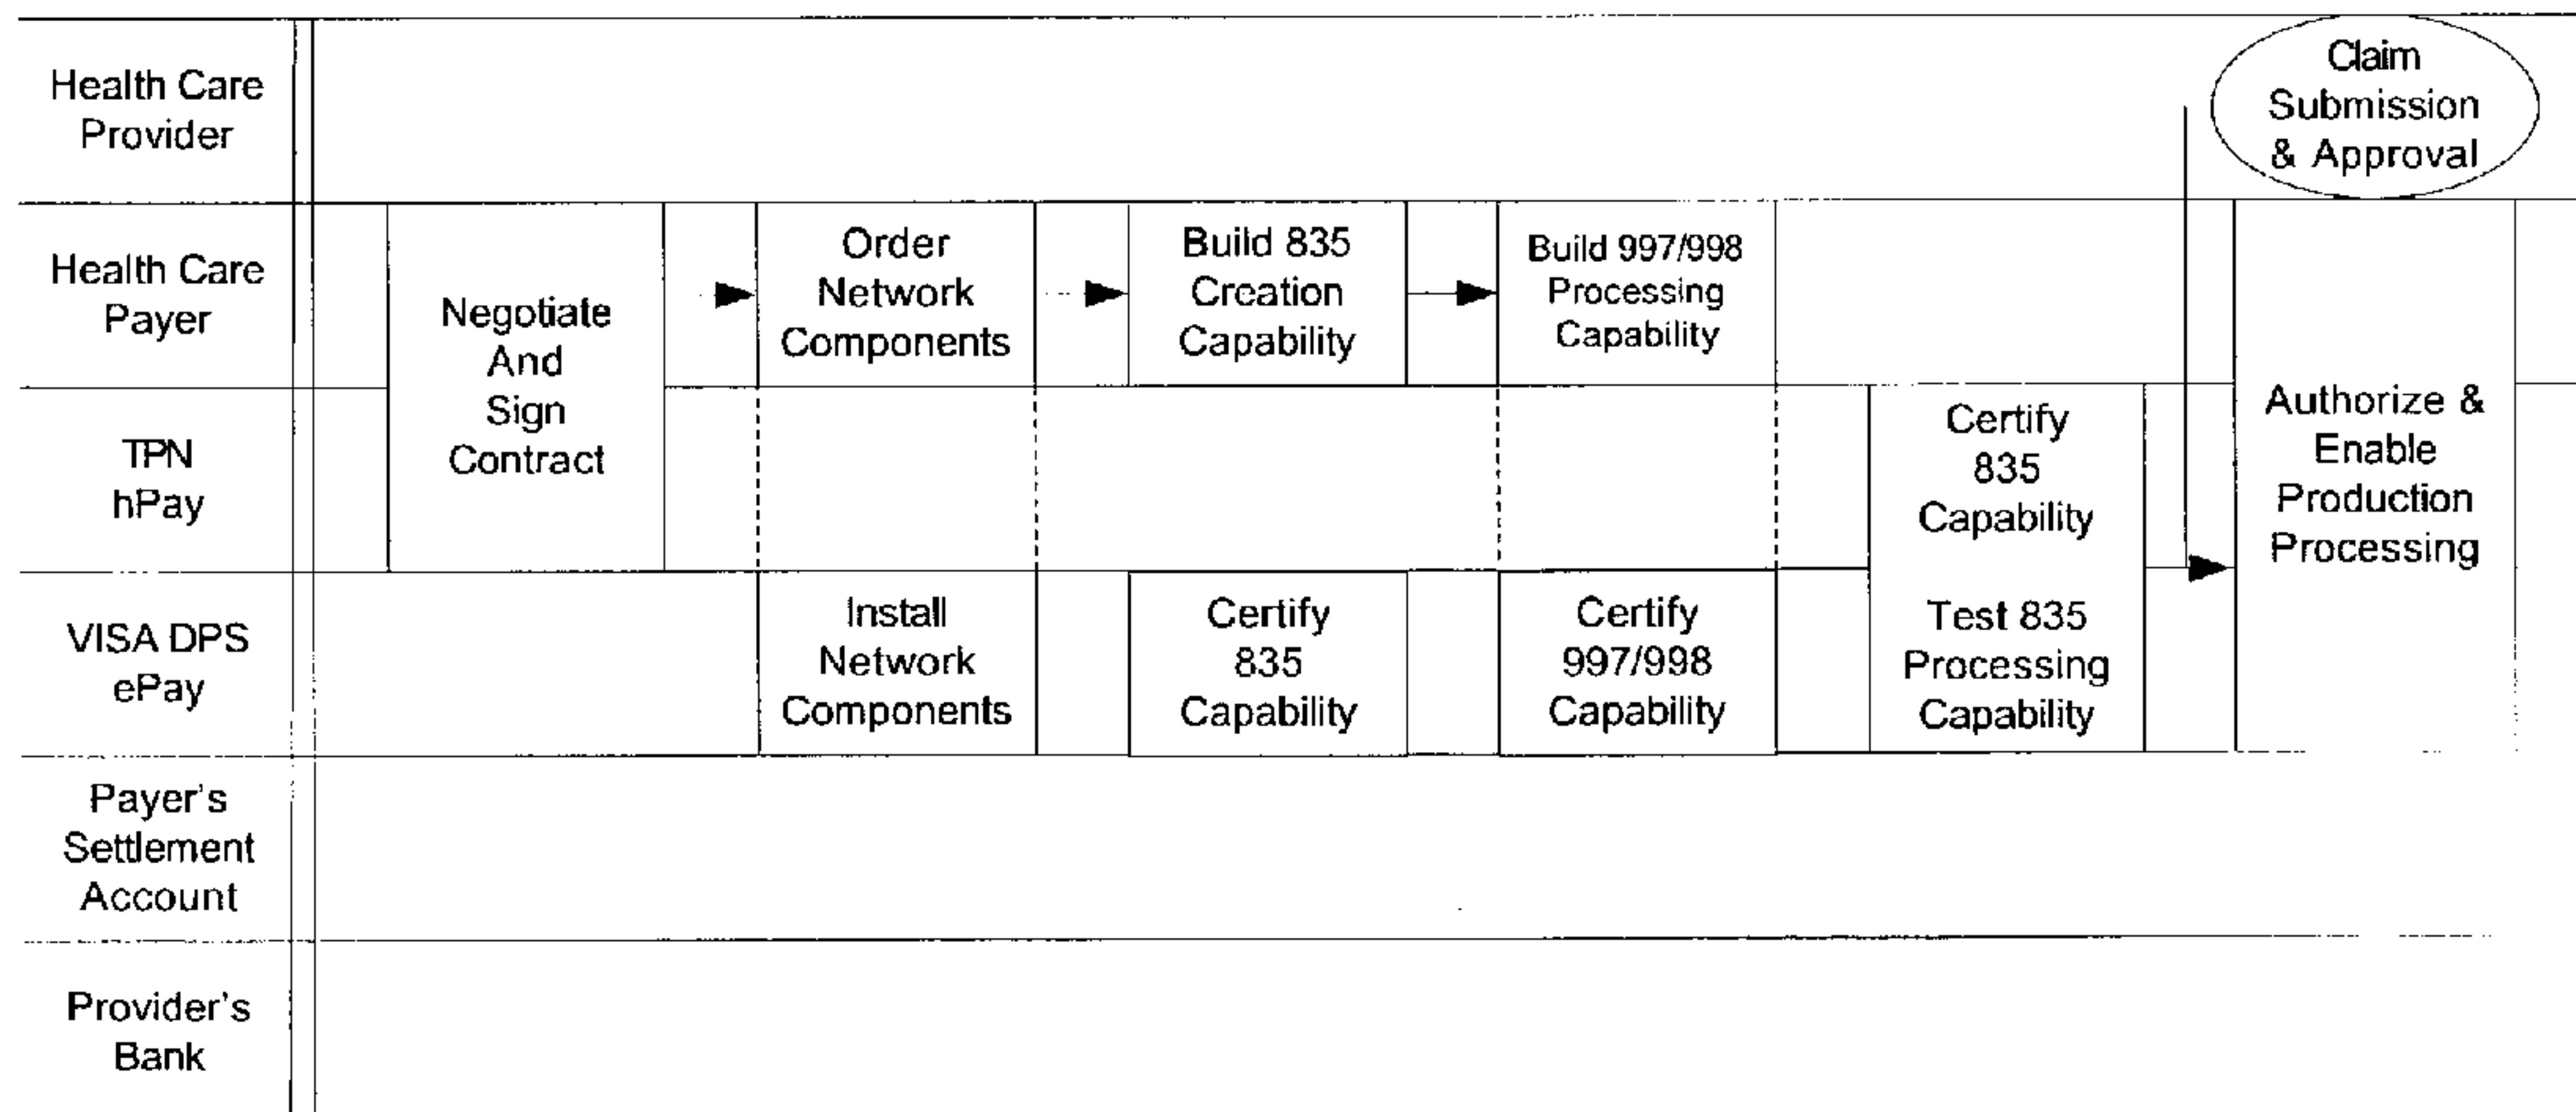 Health Care
Provider
Claim
Submission
& Approval
Health Care
Payer
Negotiate
And
Sign
Contract
Order
Network
Components
Build 835
Creation
Capability
Build 997/998
Processing
Capability
TPN
hPay
Certify
835
Capability
Authorize &
Enable
Production
Processing
VISA DPS
ePay
Install
Network
Components
Certify
835
Capability
Certify
997/998
Capability
Test 835
Processing
Capability
Payer's
Settlement
Account
Provider's
Bank